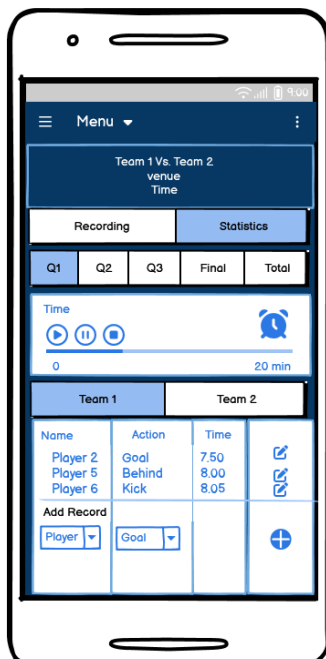 9:00
Menu
Team 1 Vs. Team 2
venue
Time
Recording Statistics
Q1 Q2 Q3 Final Total
Time
0 20 min
Team 1 Team 2
Name Action Time
Player 2 Goal 7.50
Player 5 Behind 8.00
Player 6 Kick 8.05
Add Record
Player Goal